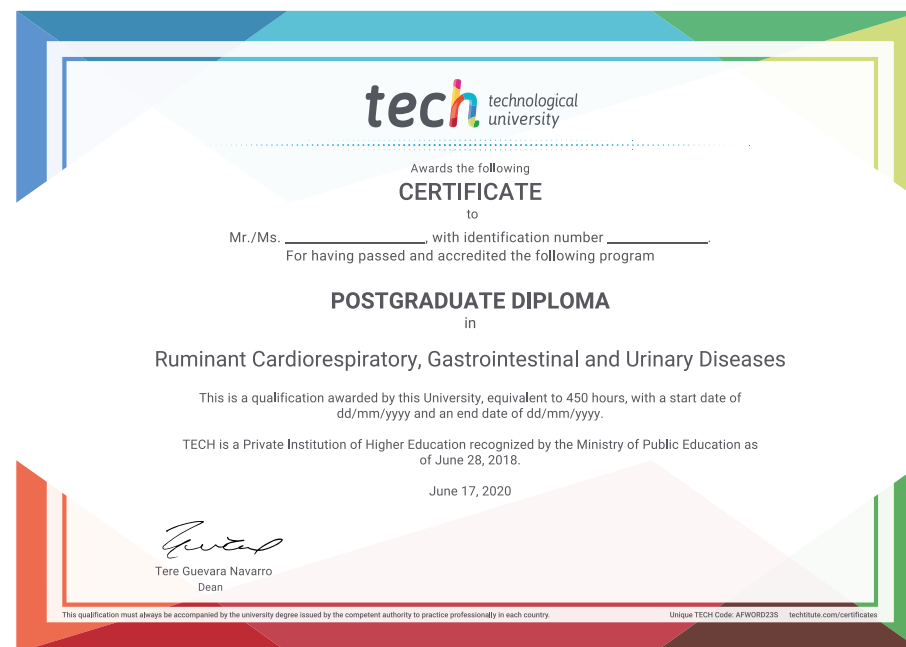 tech technological
university
Awards the following
CERTIFICATE
to
Mr./Ms. ____________________, with identification number ______________.
For having passed and accredited the following program
POSTGRADUATE DIPLOMA
in
Ruminant Cardiorespiratory, Gastrointestinal and Urinary Diseases
This is a qualification awarded by this University, equivalent to 450 hours, with a start date of
dd/mm/yyyy and an end date of dd/mm/yyyy.
TECH is a Private Institution of Higher Education recognized by the Ministry of Public Education as
of June 28, 2018.
June 17, 2020
Tere Guevara Navarro
Dean
This qualification must always be accompanied by the university degree issued by the competent authority to practice professionally in each country. Unique TECH Code: AFWORD23S techtitute.com/certificates